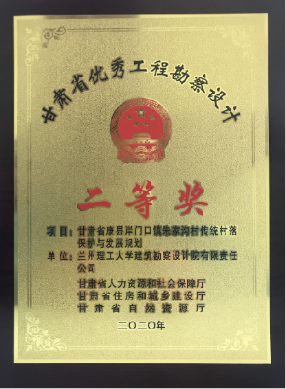 甘肃省优秀工程勘察设计
二等奖
项目：甘肃省康县岸门口镇朱家沟村传统村落
保护与发展规划
单位：兰州理工大学建筑勘察设计院有限责任
公司
甘肃省人力资源和社会保障厅
甘肃省住房和城乡建设厅
甘肃省自然资源厅
二〇二〇年